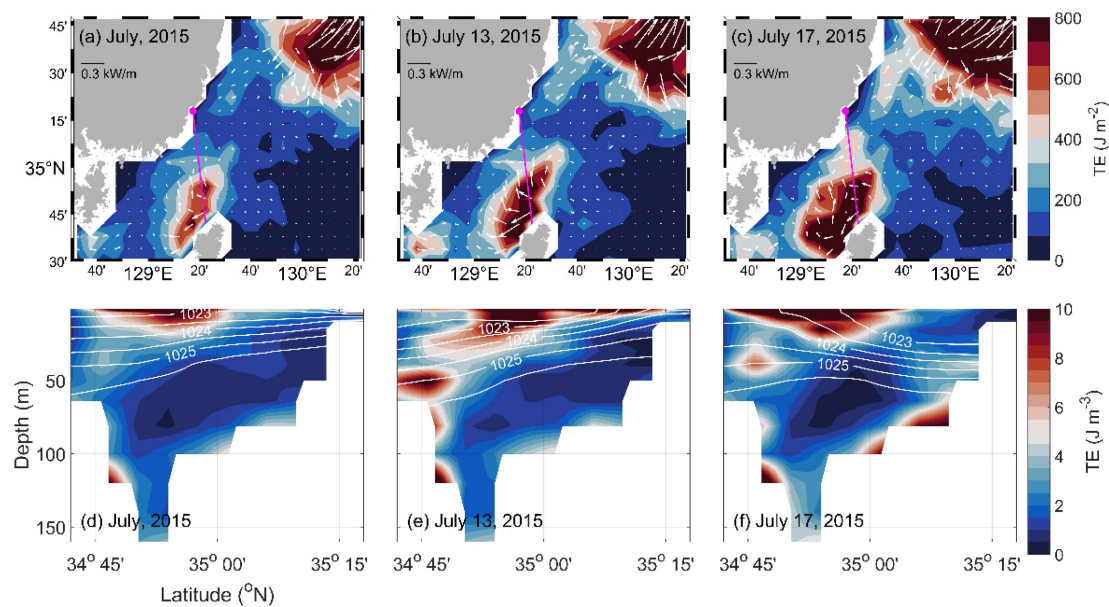 45'
30'
15'
35°N
45'
30'
(a) July, 2015
0.3 kW/m
(b) July 13, 2015
0.3 kW/m
(c) July 17, 2015
0.3 kW/m
40' 129°E 20' 40' 130°E 20'
40' 129°E 20' 40' 130°E 20'
40' 129°E 20' 40' 130°E 20'
800
600
400
200
0
TE (J m⁻²)
Depth (m)
50
100
150
1023
1024
1025
(d) July, 2015
1023
1024
1025
(e) July 13, 2015
1023
1024
1025
(f) July 17, 2015
34° 45' 35° 00' 35° 15'
34° 45' 35° 00' 35° 15'
34° 45' 35° 00' 35° 15'
Latitude (°N)
10
8
6
4
2
0
TE (J m⁻³)